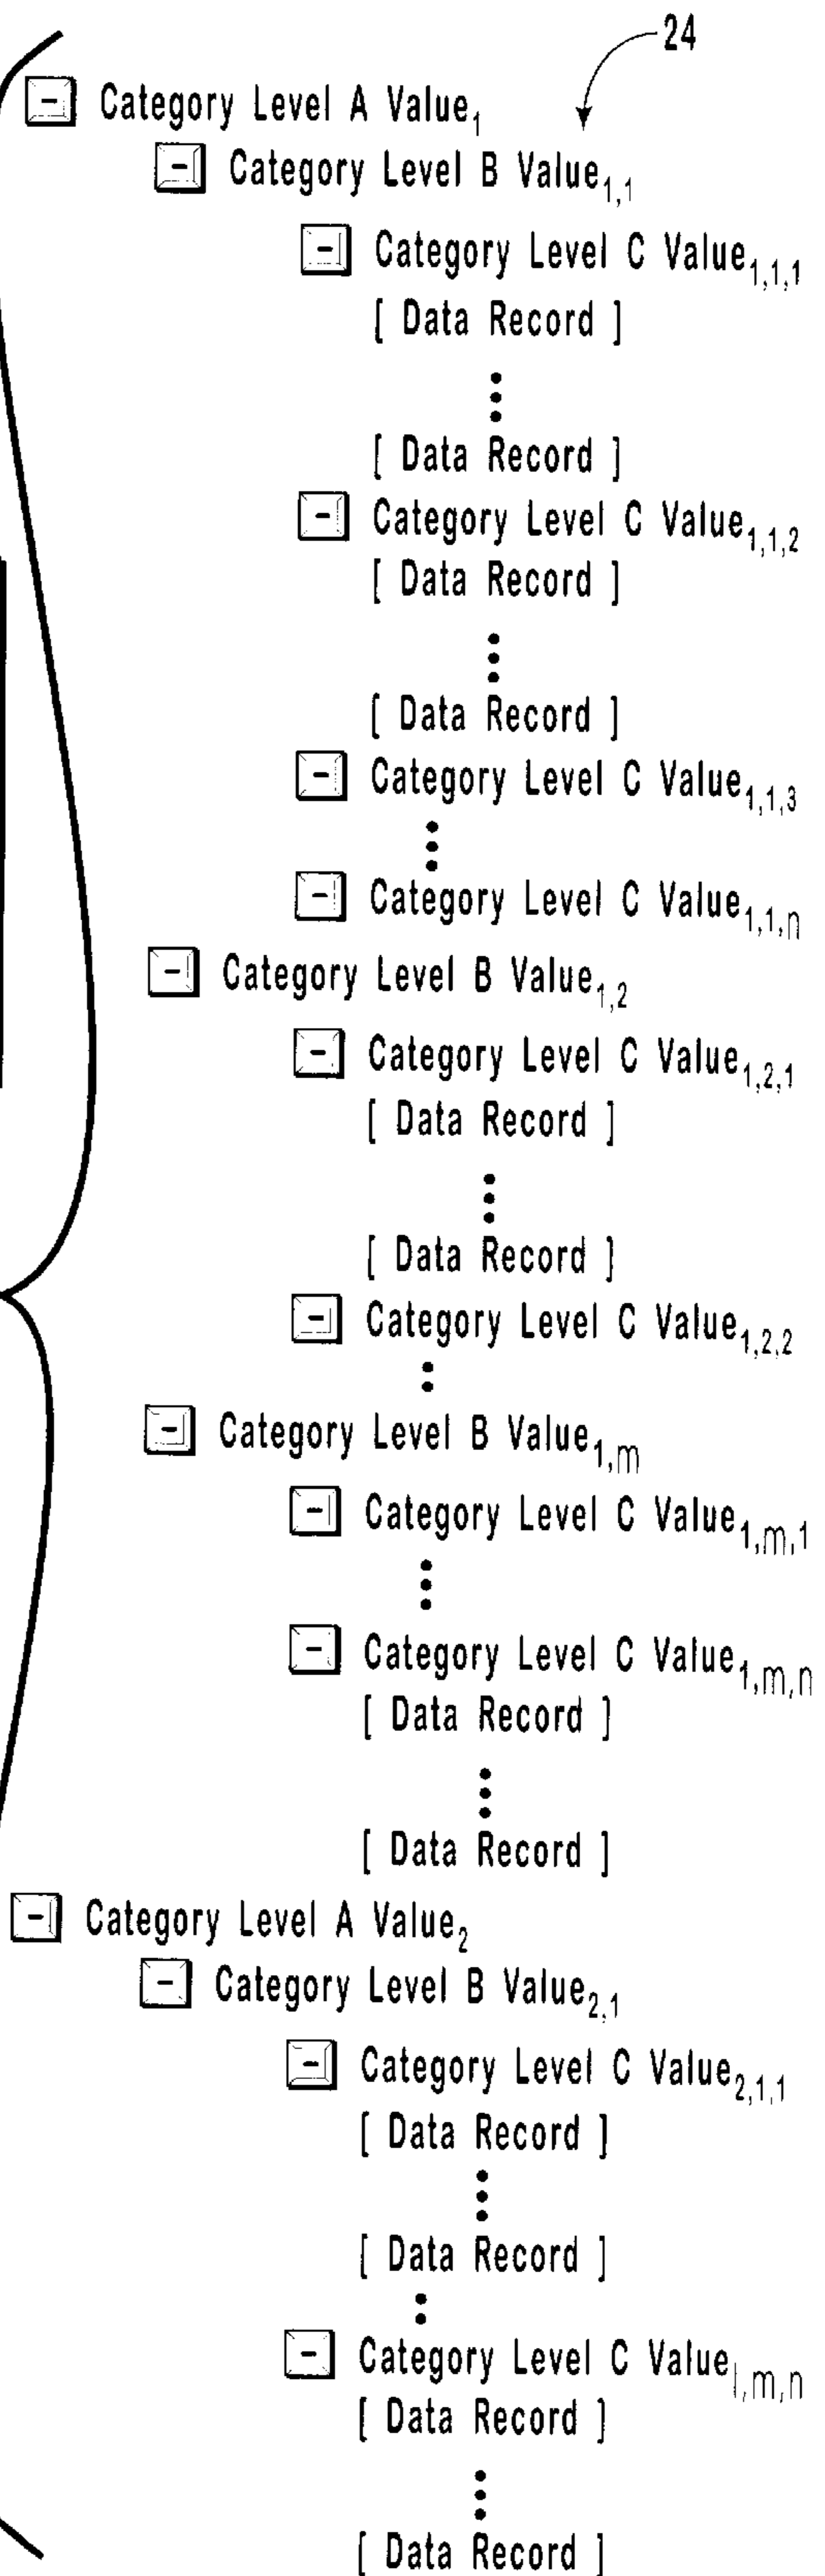 24
[-] Category Level A Value₁
[-] Category Level B Value₁,₁
[-] Category Level C Value₁,₁,₁
[ Data Record ]
[ Data Record ]
[-] Category Level C Value₁,₁,₂
[ Data Record ]
[ Data Record ]
[-] Category Level C Value₁,₁,₃
[-] Category Level C Value₁,₁,ₙ
[-] Category Level B Value₁,₂
[-] Category Level C Value₁,₂,₁
[ Data Record ]
[ Data Record ]
[-] Category Level C Value₁,₂,₂
[-] Category Level B Value₁,ₘ
[-] Category Level C Value₁,ₘ,₁
[-] Category Level C Value₁,ₘ,ₙ
[ Data Record ]
[ Data Record ]
[-] Category Level A Value₂
[-] Category Level B Value₂,₁
[-] Category Level C Value₂,₁,₁
[ Data Record ]
[ Data Record ]
[-] Category Level C Valueₗ,ₘ,ₙ
[ Data Record ]
[ Data Record ]